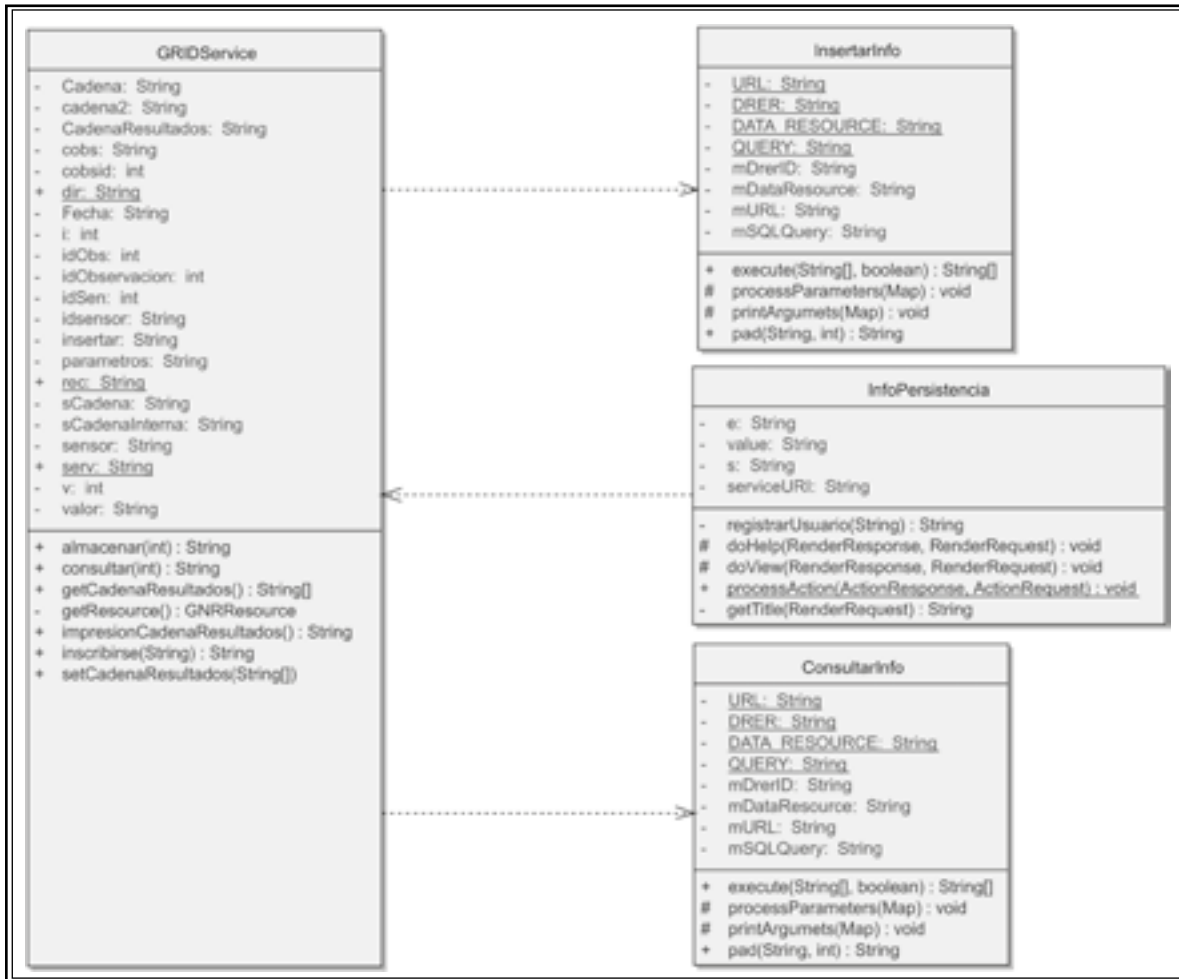 GRIDService
- Cadena: String
- cadena2: String
- CadenaResultados: String
- cobs: String
- cobsid: int
+ dir: String
- Fecha: String
- i: int
- idObs: int
- idObservacion: int
- idSen: int
- idsensor: String
- insertar: String
- parametros: String
+ rec: String
- sCadena: String
- sCadenaInterna: String
- sensor: String
+ serv: String
- v: int
- valor: String
+ almacenar(int) : String
+ consultar(int) : String
+ getCadenaResultados() : String[]
- getResource() : GNRResource
+ impresionCadenaResultados() : String
+ inscribirse(String) : String
+ setCadenaResultados(String[])
InsertarInfo
- URL: String
- DRER: String
- DATA_RESOURCE: String
- QUERY: String
- mDrerID: String
- mDataResource: String
- mURL: String
- mSQLQuery: String
+ execute(String[], boolean) : String[]
# processParameters(Map) : void
# printArgumets(Map) : void
+ pad(String, int) : String
InfoPersistencia
- e: String
- value: String
- s: String
- serviceURI: String
- registrarUsuario(String) : String
# doHelp(RenderResponse, RenderRequest) : void
# doView(RenderResponse, RenderRequest) : void
+ processAction(ActionResponse, ActionRequest) : void
- getTitle(RenderRequest) : String
ConsultarInfo
- URL: String
- DRER: String
- DATA_RESOURCE: String
- QUERY: String
- mDrerID: String
- mDataResource: String
- mURL: String
- mSQLQuery: String
+ execute(String[], boolean) : String[]
# processParameters(Map) : void
# printArgumets(Map) : void
+ pad(String, int) : String